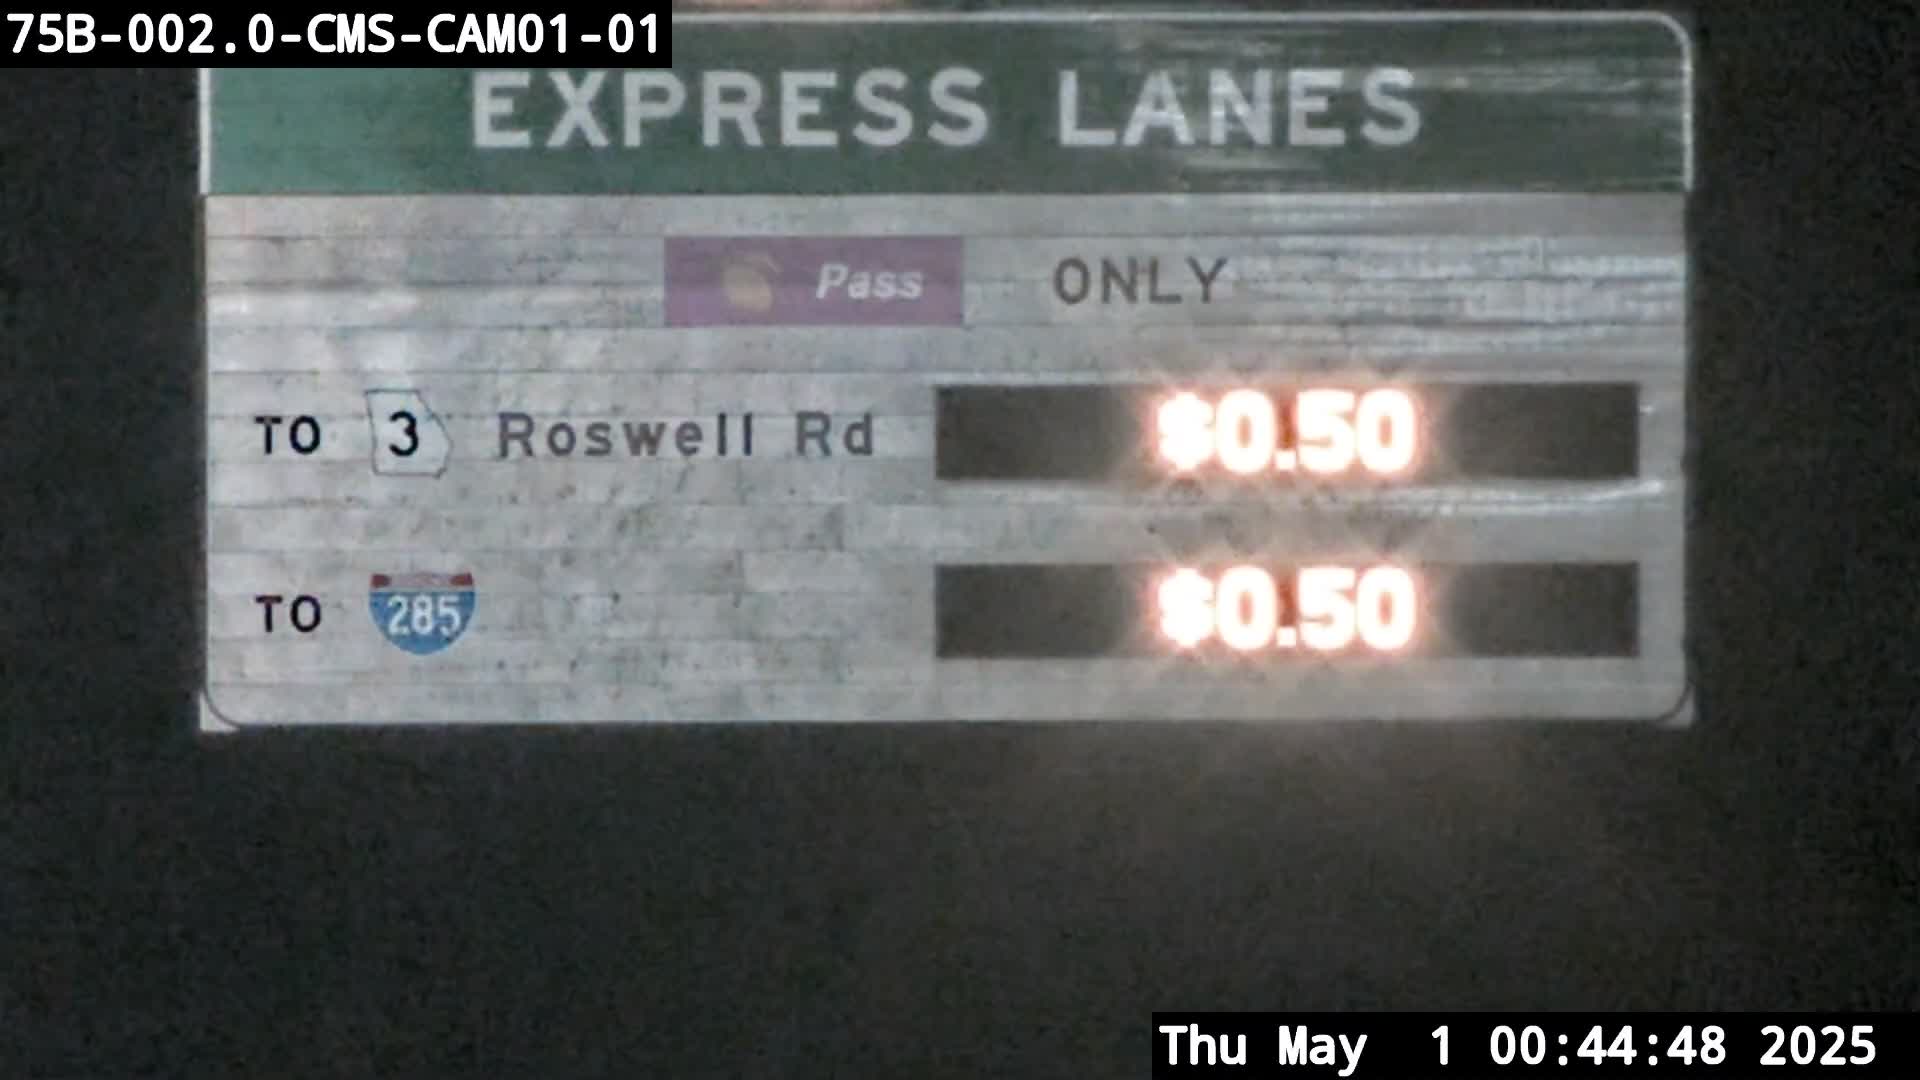 75B-002.0-CMS-CAM01-01
EXPRESS LANES
Pass ONLY
TO 3 Roswell Rd $0.50
TO 285 $0.50
Thu May 1 00:44:48 2025